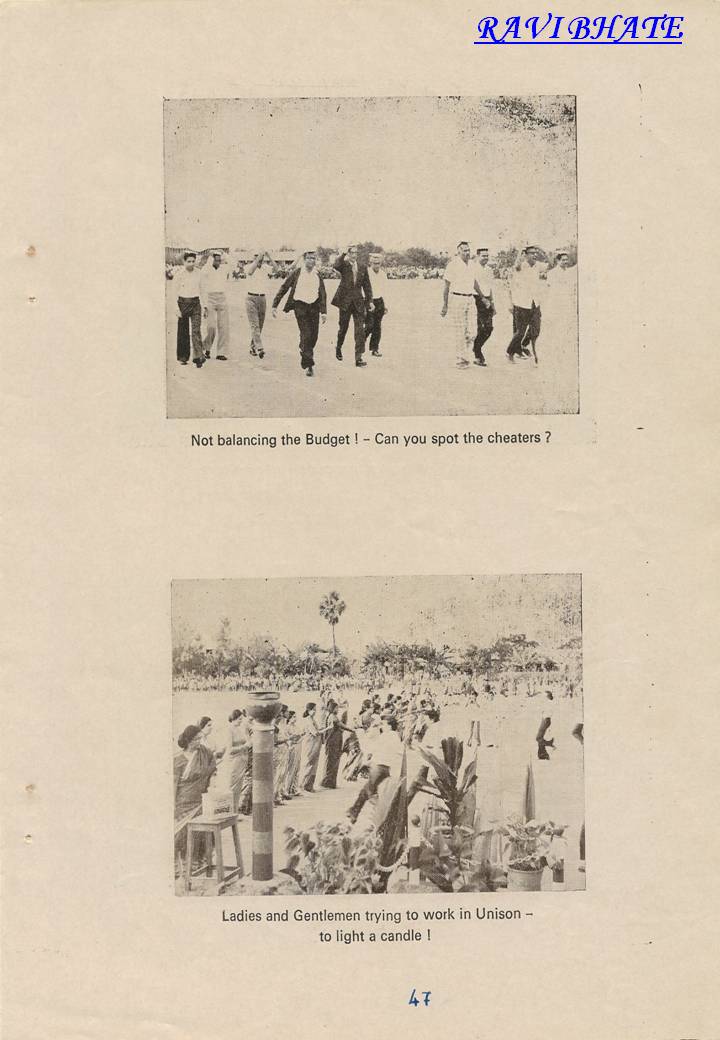 RAVI BHATE
Not balancing the Budget ! – Can you spot the cheaters ?
Ladies and Gentlemen trying to work in Unison –
to light a candle !
47